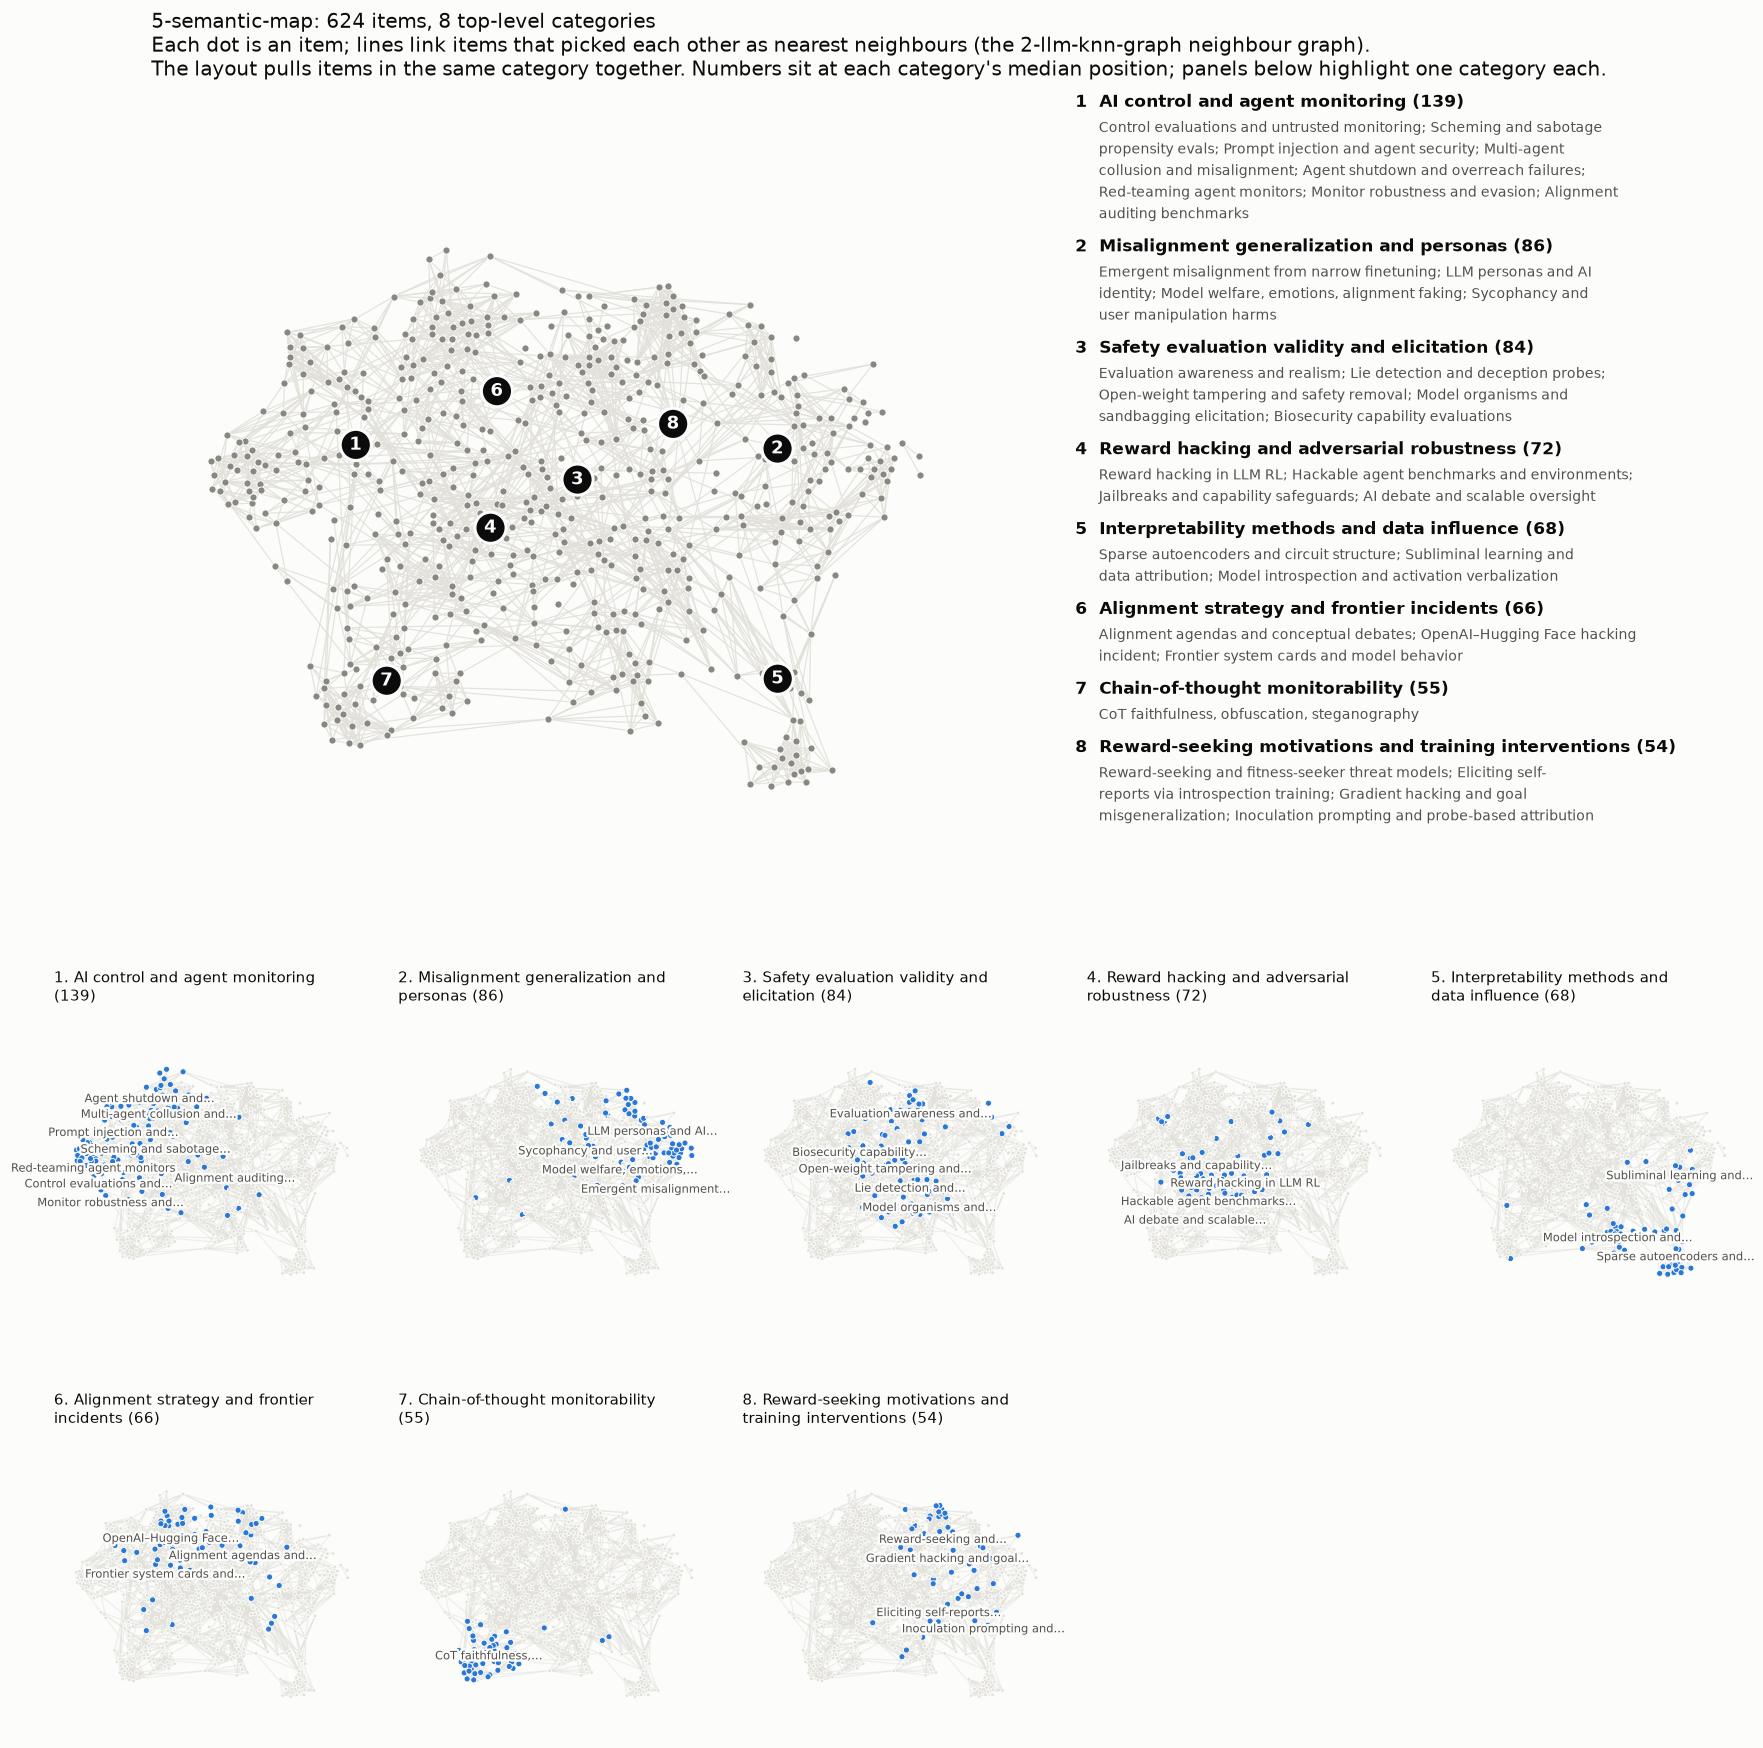 5-semantic-map: 624 items, 8 top-level categories
Each dot is an item; lines link items that picked each other as nearest neighbours (the 2-llm-knn-graph neighbour graph).
The layout pulls items in the same category together. Numbers sit at each category's median position; panels below highlight one category each.
1 AI control and agent monitoring (139)
Control evaluations and untrusted monitoring; Scheming and sabotage
propensity evals; Prompt injection and agent security; Multi-agent
collusion and misalignment; Agent shutdown and overreach failures;
Red-teaming agent monitors; Monitor robustness and evasion; Alignment
auditing benchmarks
2 Misalignment generalization and personas (86)
Emergent misalignment from narrow finetuning; LLM personas and AI
identity; Model welfare, emotions, alignment faking; Sycophancy and
user manipulation harms
3 Safety evaluation validity and elicitation (84)
Evaluation awareness and realism; Lie detection and deception probes;
Open-weight tampering and safety removal; Model organisms and
sandbagging elicitation; Biosecurity capability evaluations
4 Reward hacking and adversarial robustness (72)
Reward hacking in LLM RL; Hackable agent benchmarks and environments;
Jailbreaks and capability safeguards; AI debate and scalable oversight
5 Interpretability methods and data influence (68)
Sparse autoencoders and circuit structure; Subliminal learning and
data attribution; Model introspection and activation verbalization
6 Alignment strategy and frontier incidents (66)
Alignment agendas and conceptual debates; OpenAI–Hugging Face hacking
incident; Frontier system cards and model behavior
7 Chain-of-thought monitorability (55)
CoT faithfulness, obfuscation, steganography
8 Reward-seeking motivations and training interventions (54)
Reward-seeking and fitness-seeker threat models; Eliciting self-
reports via introspection training; Gradient hacking and goal
misgeneralization; Inoculation prompting and probe-based attribution
6
8
1
2
3
4
7
5
1. AI control and agent monitoring
(139)
Agent shutdown and...
Multi-agent collusion and...
Prompt injection and...
Scheming and sabotage...
Red-teaming agent monitors
Alignment auditing...
Control evaluations and...
Monitor robustness and...
2. Misalignment generalization and
personas (86)
LLM personas and AI...
Sycophancy and user...
Model welfare, emotions,...
Emergent misalignment...
3. Safety evaluation validity and
elicitation (84)
Evaluation awareness and...
Biosecurity capability...
Open-weight tampering and...
Lie detection and...
Model organisms and...
4. Reward hacking and adversarial
robustness (72)
Jailbreaks and capability...
Reward hacking in LLM RL
Hackable agent benchmarks...
AI debate and scalable...
5. Interpretability methods and
data influence (68)
Subliminal learning and...
Model introspection and...
Sparse autoencoders and...
6. Alignment strategy and frontier
incidents (66)
OpenAI–Hugging Face...
Alignment agendas and...
Frontier system cards and...
7. Chain-of-thought monitorability
(55)
CoT faithfulness,...
8. Reward-seeking motivations and
training interventions (54)
Reward-seeking and...
Gradient hacking and goal...
Eliciting self-reports...
Inoculation prompting and...